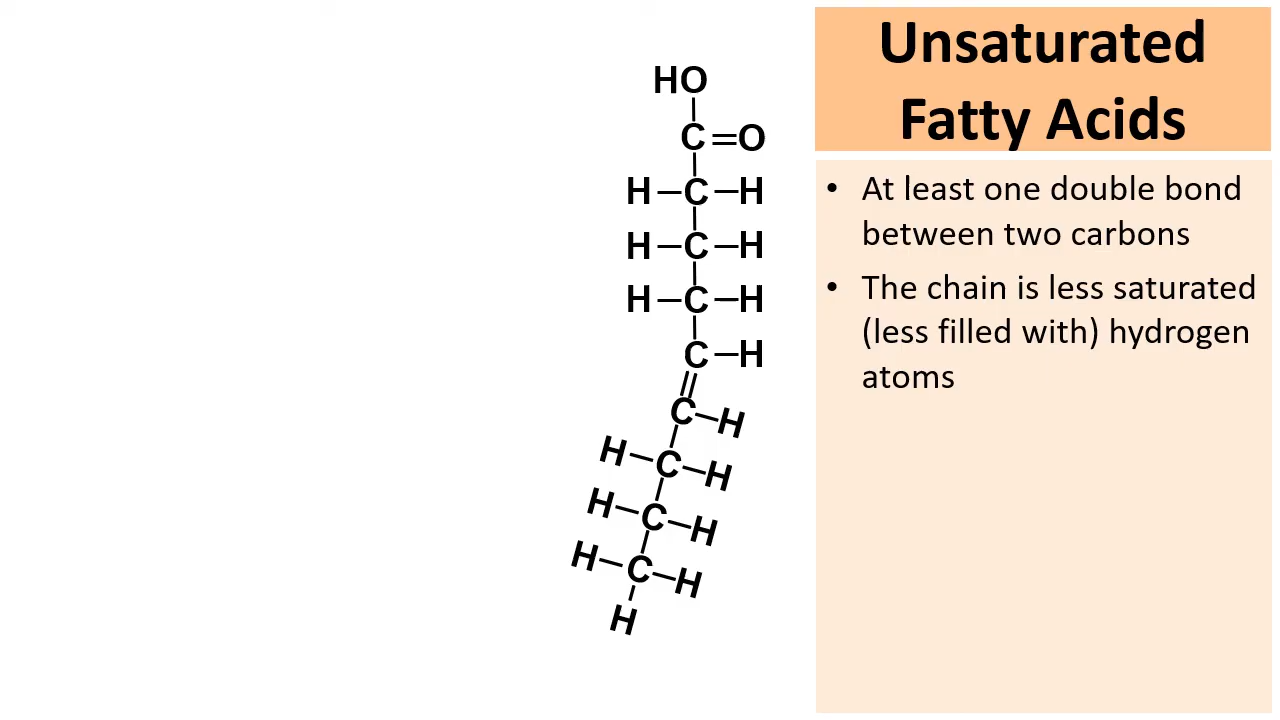 Unsaturated
Fatty Acids
HO
C=O
H–C–H
H–C–H
H–C–H
C–H
C–H
H–C–H
H–C–H
H–C–H
H
• At least one double bond
between two carbons
• The chain is less saturated
(less filled with) hydrogen
atoms